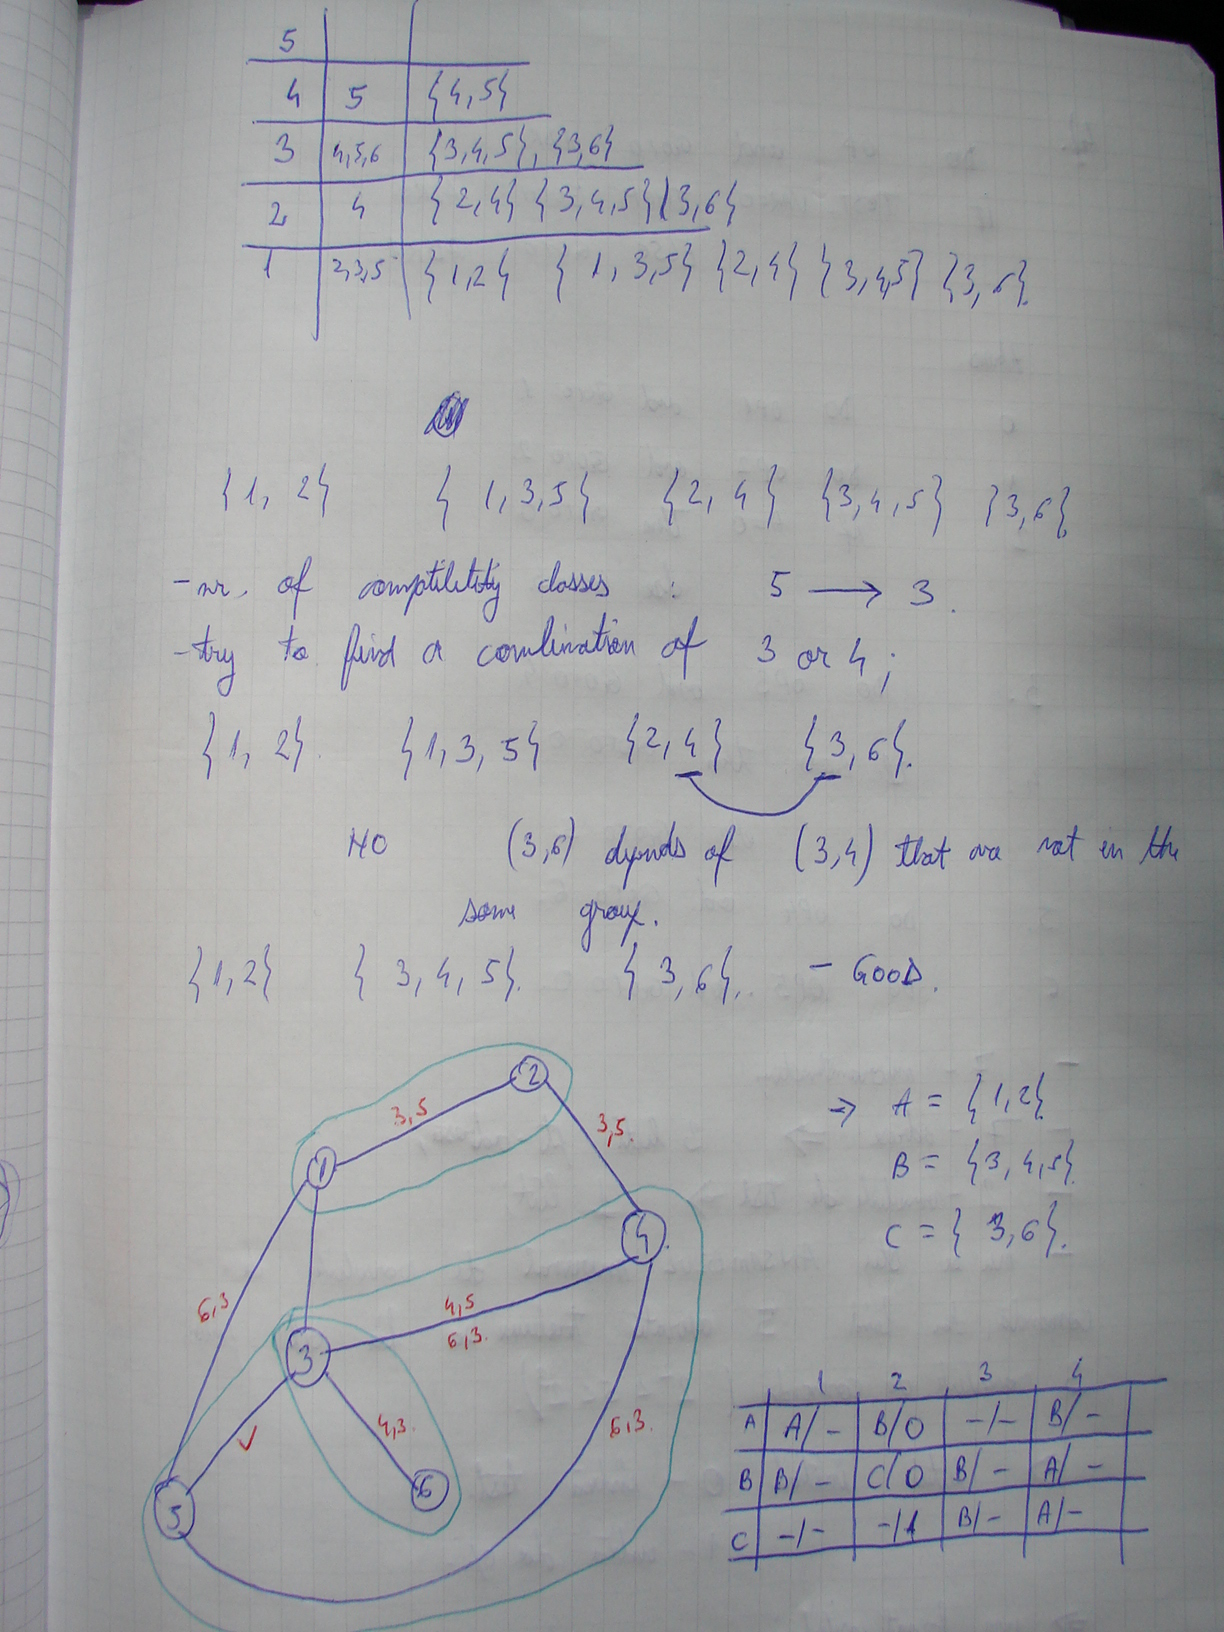 5
4 5 {4,5}
3 4,5,6 {3,4,5}, {3,6}
2 4 {2,4} {3,4,5} {3,6}
1 2,3,5 {1,2} {1,3,5} {2,4} {3,4,5} {3,6}
{1, 2} {1,3,5} {2,4} {3,4,5} {3,6}
- nr. of comptilitity classes : 5 → 3.
- try to find a combination of 3 or 4;
{1, 2} {1,3,5} {2,4} {3,6}.
NO (3,6) depends of (3,4) that are not in the
same group.
{1,2} {3,4,5}. {3,6}. - GOOD.
2
3,5
3,5.
1
→ A = {1,2}
B = {3,4,5}
C = {3,6}.
4
6,3
4,5
6,3.
3
4,3.
6,3.
6
5
1 2 3 4
A A/- B/0 -/- B/-
B B/- C/0 B/- A/-
C -/- -/1 B/- A/-